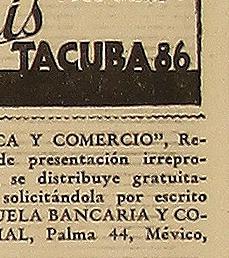 is
TACUBA 86
CA Y COMERCIO", Re-
de presentación irrepro-
se distribuye gratuita-
solicitándola por escrito
UELA BANCARIA Y CO-
IAL, Palma 44, México,